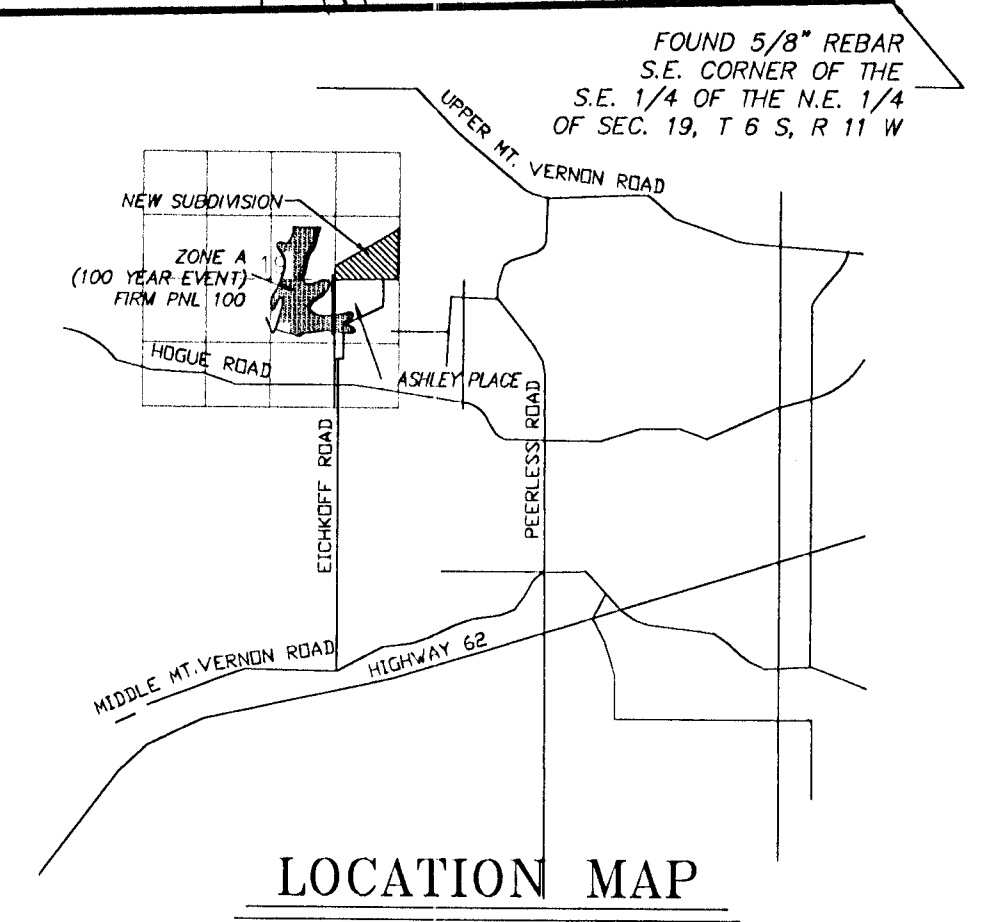 FOUND 5/8" REBAR
S.E. CORNER OF THE
S.E. 1/4 OF THE N.E. 1/4
OF SEC. 19, T 6 S, R 11 W
UPPER MT. VERNON ROAD
NEW SUBDIVISION
ZONE A
(100 YEAR EVENT)
FIRM PNL 100
19
HOGUE ROAD
ASHLEY PLACE
EICHKOFF ROAD
PEERLESS ROAD
MIDDLE MT.VERNON ROAD
HIGHWAY 62
LOCATION MAP